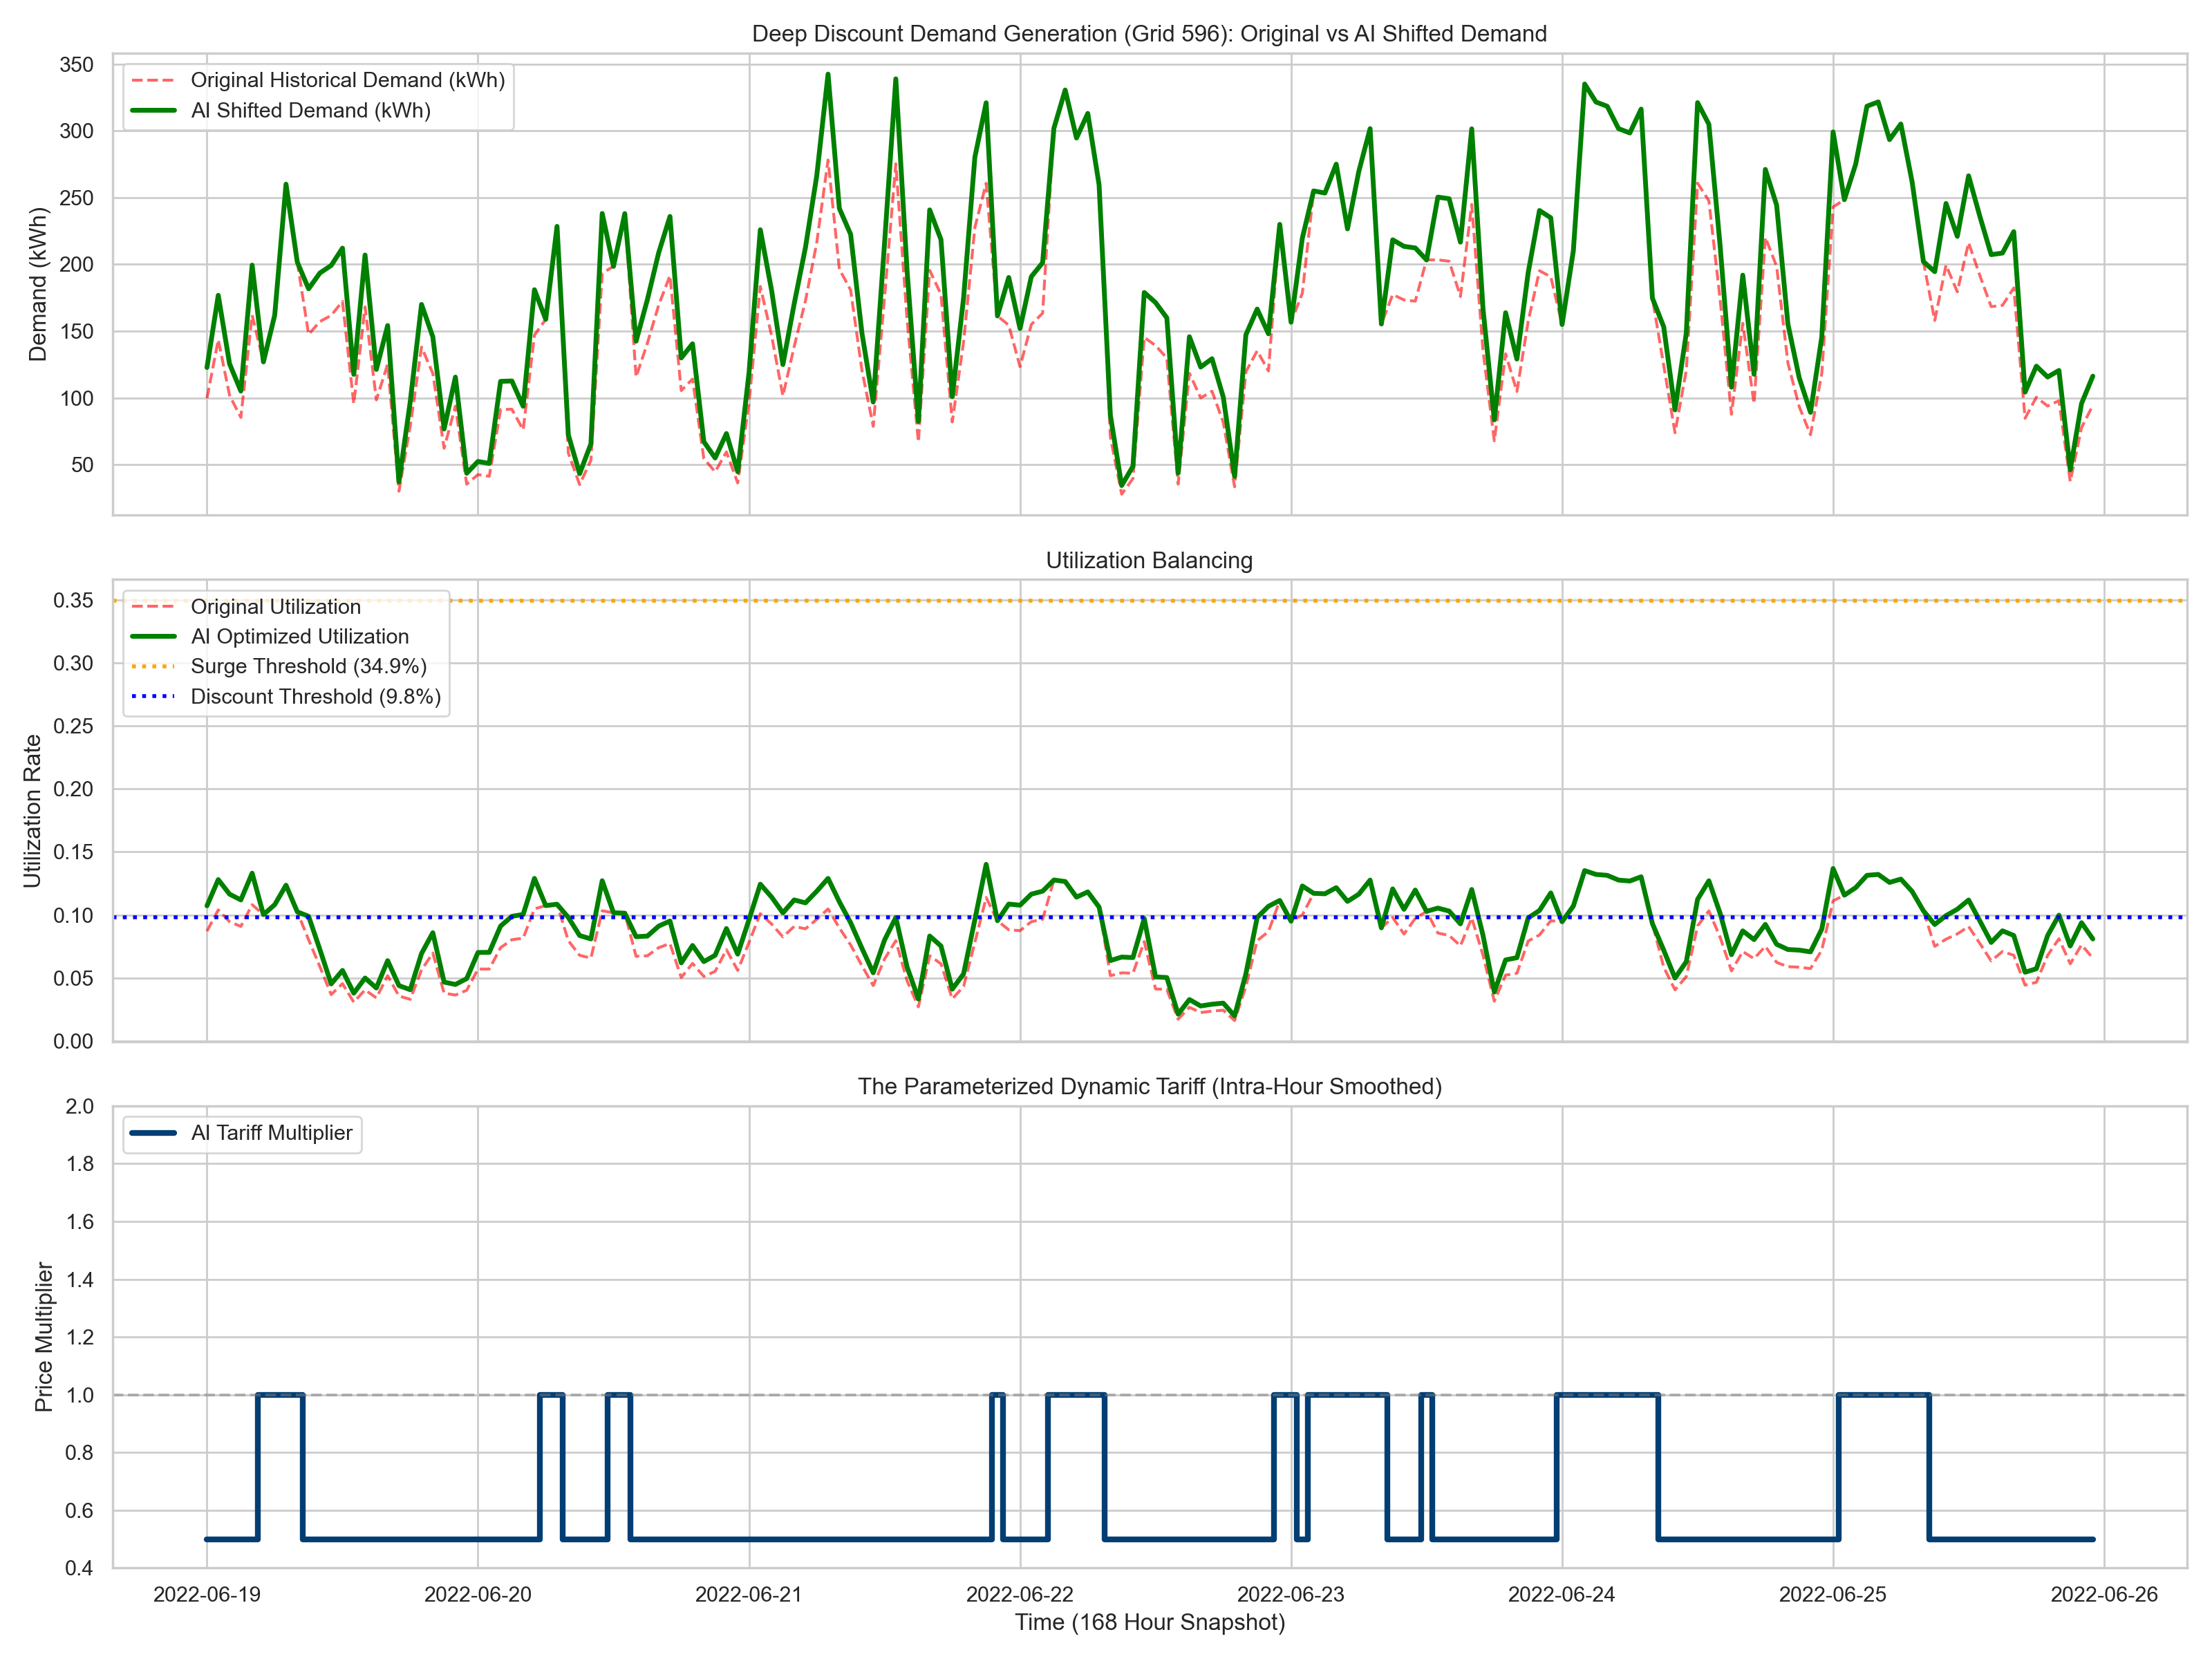 Deep Discount Demand Generation (Grid 596): Original vs AI Shifted Demand
350
300
250
200
150
100
50
Demand (kWh)
Original Historical Demand (kWh)
AI Shifted Demand (kWh)
Utilization Balancing
0.35
0.30
0.25
0.20
0.15
0.10
0.05
0.00
Utilization Rate
Original Utilization
AI Optimized Utilization
Surge Threshold (34.9%)
Discount Threshold (9.8%)
The Parameterized Dynamic Tariff (Intra-Hour Smoothed)
2.0
1.8
1.6
1.4
1.2
1.0
0.8
0.6
0.4
Price Multiplier
AI Tariff Multiplier
2022-06-19 2022-06-20 2022-06-21 2022-06-22 2022-06-23 2022-06-24 2022-06-25 2022-06-26
Time (168 Hour Snapshot)